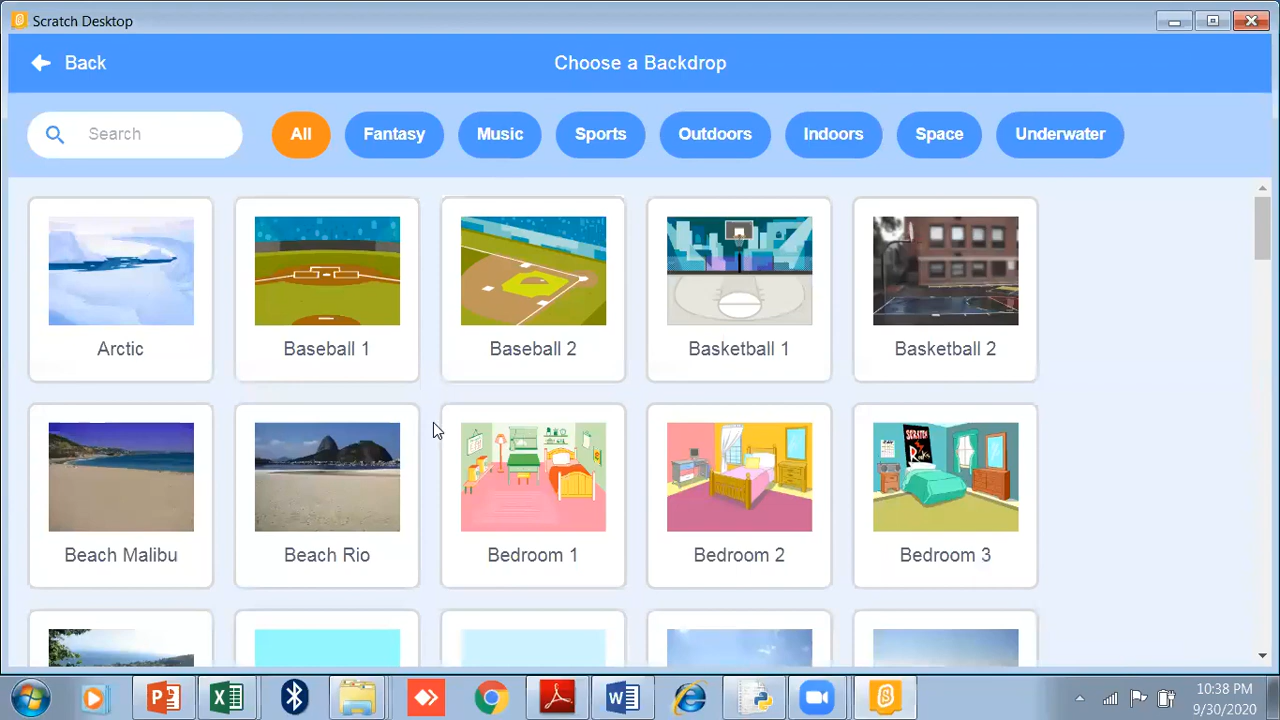 Scratch Desktop
Back
Choose a Backdrop
Search
All
Fantasy
Music
Sports
Outdoors
Indoors
Space
Underwater
Arctic
Baseball 1
Baseball 2
Basketball 1
Basketball 2
Beach Malibu
Beach Rio
Bedroom 1
Bedroom 2
Bedroom 3
10:38 PM
9/30/2020